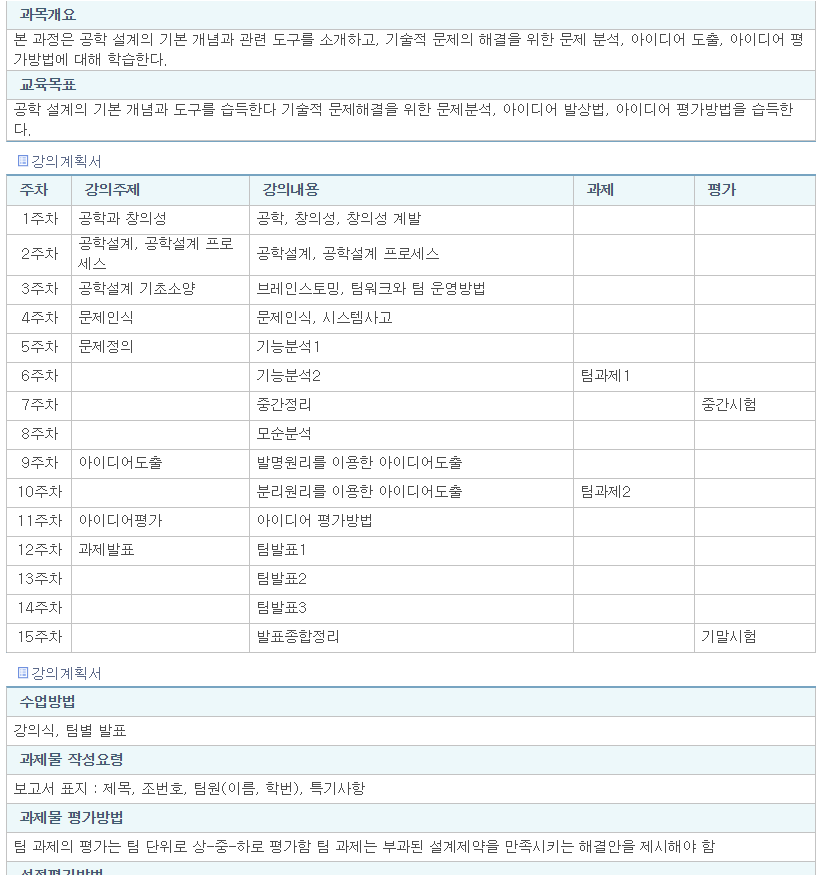 과목개요
본 과정은 공학 설계의 기본 개념과 관련 도구를 소개하고, 기술적 문제의 해결을 위한 문제 분석, 아이디어 도출, 아이디어 평
가방법에 대해 학습한다.
교육목표
공학 설계의 기본 개념과 도구를 습득한다 기술적 문제해결을 위한 문제분석, 아이디어 발상법, 아이디어 평가방법을 습득한
다.
강의계획서
주차 강의주제 강의내용 과제 평가
1주차 공학과 창의성 공학, 창의성, 창의성 계발
2주차 공학설계, 공학설계 프로 공학설계, 공학설계 프로세스
세스
3주차 공학설계 기초소양 브레인스토밍, 팀워크와 팀 운영방법
4주차 문제인식 문제인식, 시스템사고
5주차 문제정의 기능분석1
6주차 기능분석2 팀과제1
7주차 중간정리 중간시험
8주차 모순분석
9주차 아이디어도출 발명원리를 이용한 아이디어도출
10주차 분리원리를 이용한 아이디어도출 팀과제2
11주차 아이디어평가 아이디어 평가방법
12주차 과제발표 팀발표1
13주차 팀발표2
14주차 팀발표3
15주차 발표종합정리 기말시험
강의계획서
수업방법
강의식, 팀별 발표
과제물 작성요령
보고서 표지 : 제목, 조번호, 팀원(이름, 학번), 특기사항
과제물 평가방법
팀 과제의 평가는 팀 단위로 상-중-하로 평가함 팀 과제는 부과된 설계제약을 만족시키는 해결안을 제시해야 함